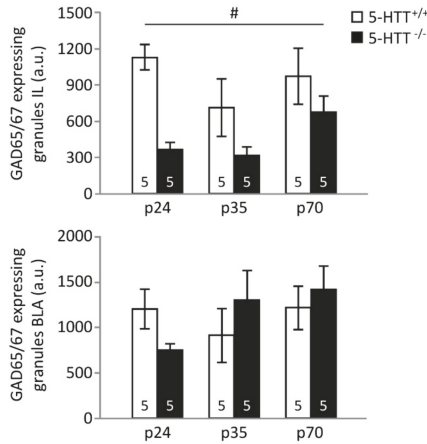 #
5-HTT+/+
5-HTT -/-
GAD65/67 expressing
granules IL (a.u.)
1500
1200
900
600
300
0
5 5 5 5 5 5
p24 p35 p70
GAD65/67 expressing
granules BLA (a.u.)
2000
1500
1000
500
0
5 5 5 5 5 5
p24 p35 p70